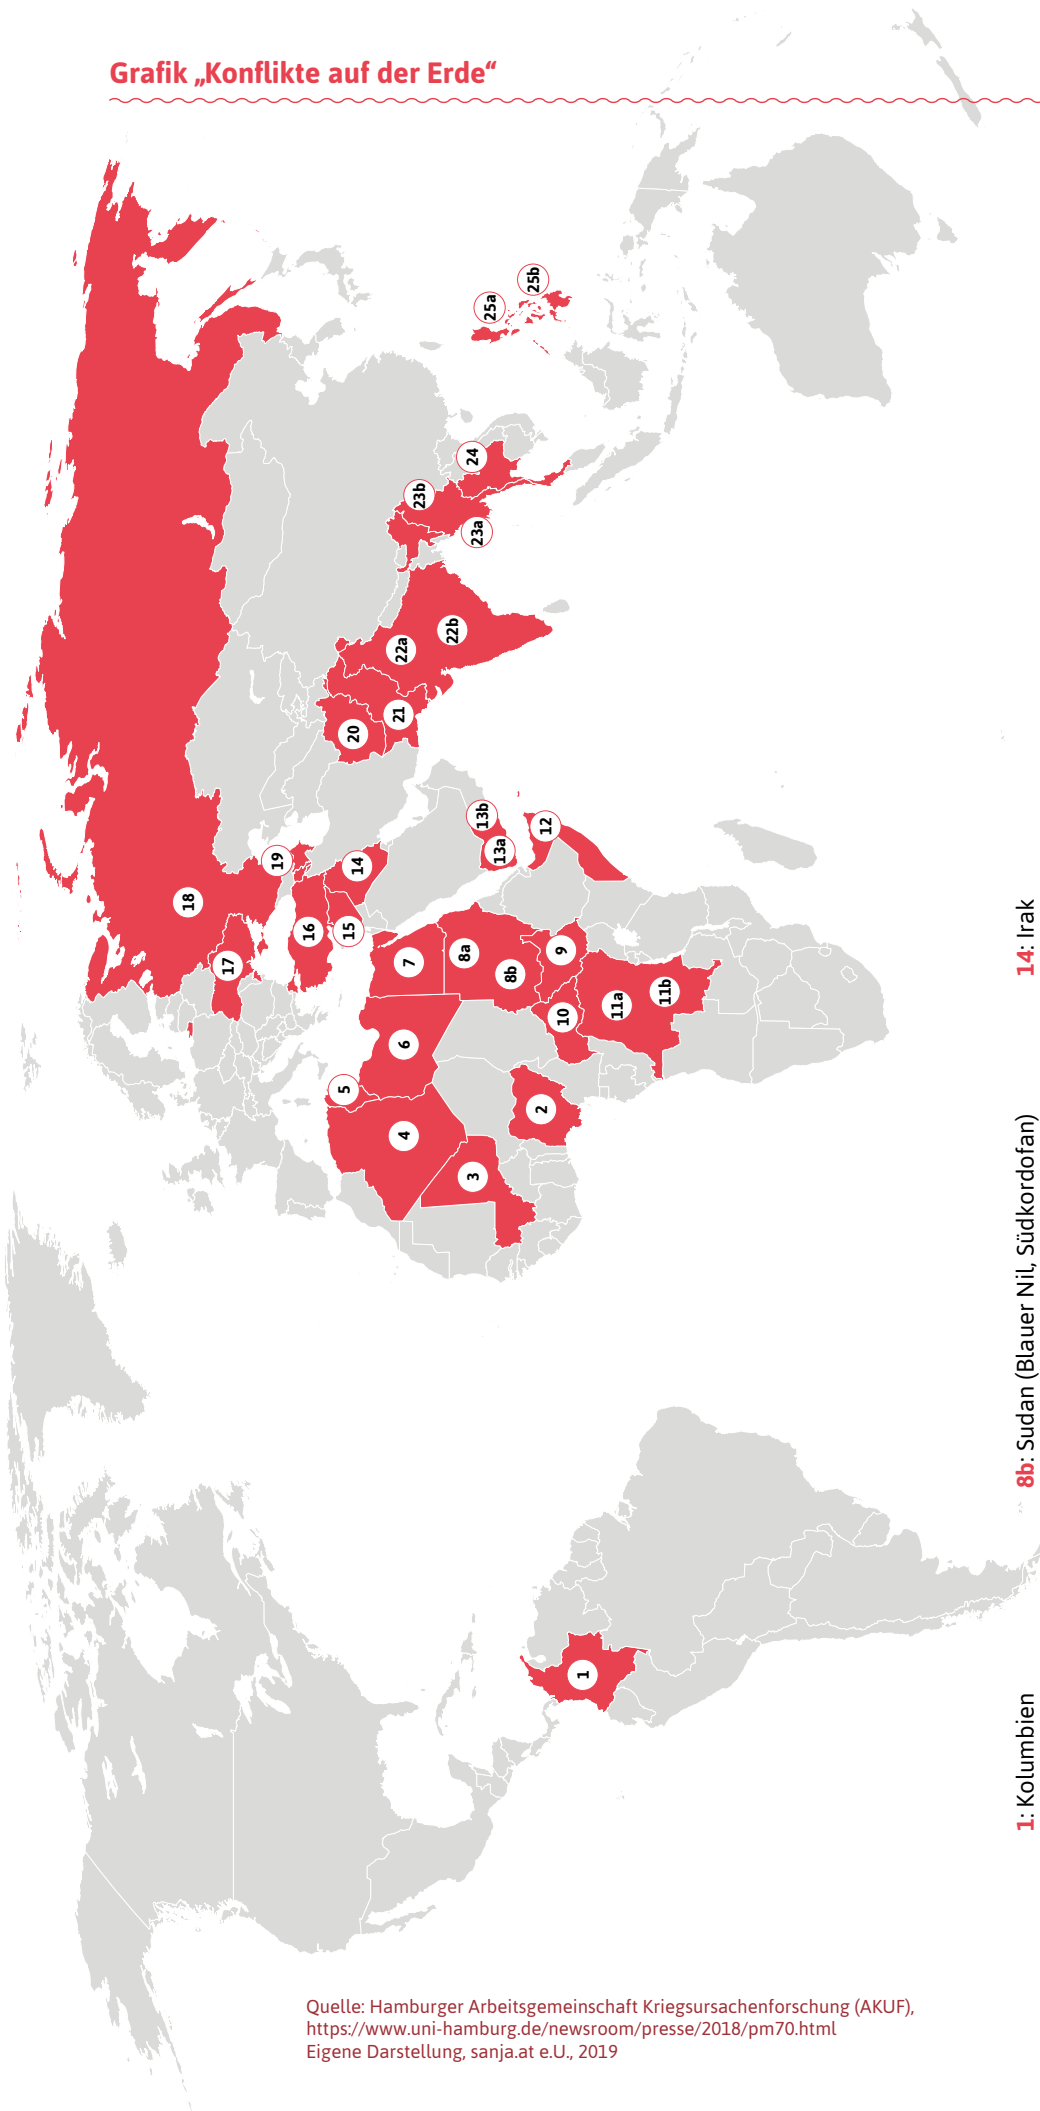 Grafik „Konflikte auf der Erde“
1
2
3
4
5
6
7
8a
8b
9
10
11a
11b
12
13a
13b
14
15
16
17
18
19
20
21
22a
22b
23a
23b
24
25a
25b
1: Kolumbien
8b: Sudan (Blauer Nil, Südkordofan)
14: Irak
Quelle: Hamburger Arbeitsgemeinschaft Kriegsursachenforschung (AKUF),
https://www.uni-hamburg.de/newsroom/presse/2018/pm70.html
Eigene Darstellung, sanja.at e.U., 2019